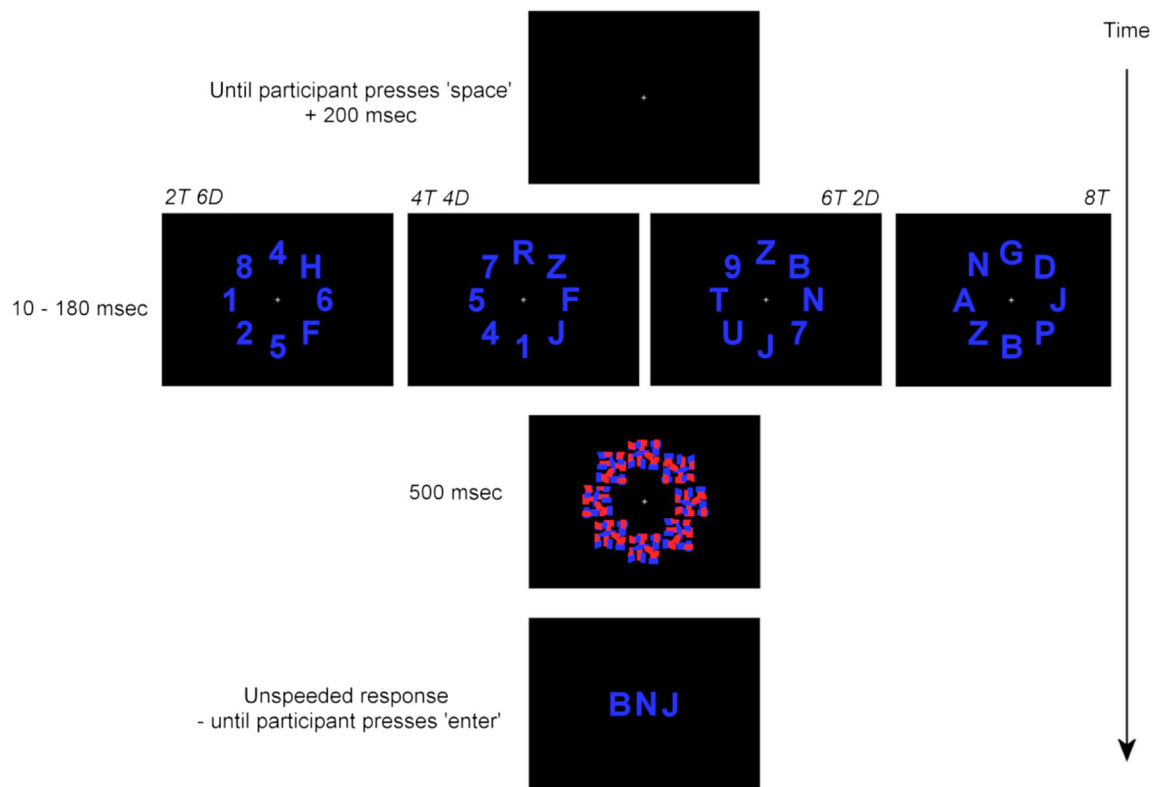 Time
Until participant presses 'space'
+ 200 msec
2T 6D
4T 4D
6T 2D
8T
10 - 180 msec
4
8 H
1 6
2 F
5
R
7 Z
5 F
4 J
1
Z
9 B
T N
U 7
J
G
N D
A J
Z P
B
500 msec
Unspeeded response
- until participant presses 'enter'
BNJ